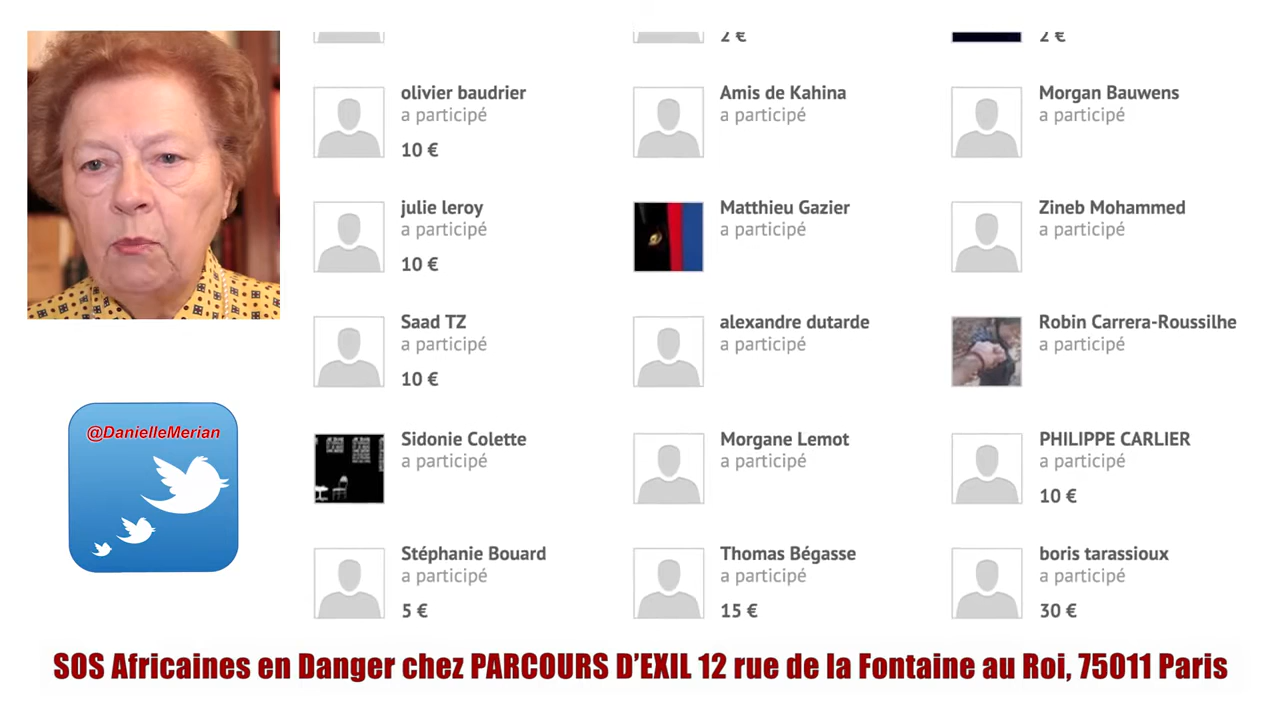 2 €
2 €
olivier baudrier
a participé
10 €
Amis de Kahina
a participé
Morgan Bauwens
a participé
julie leroy
a participé
10 €
Matthieu Gazier
a participé
Zineb Mohammed
a participé
Saad TZ
a participé
10 €
alexandre dutarde
a participé
Robin Carrera-Roussilhe
a participé
Sidonie Colette
a participé
Morgane Lemot
a participé
PHILIPPE CARLIER
a participé
10 €
Stéphanie Bouard
a participé
5 €
Thomas Bégasse
a participé
15 €
boris tarassioux
a participé
30 €
@DanielleMerian
SOS Africaines en Danger chez PARCOURS D'EXIL 12 rue de la Fontaine au Roi, 75011 Paris